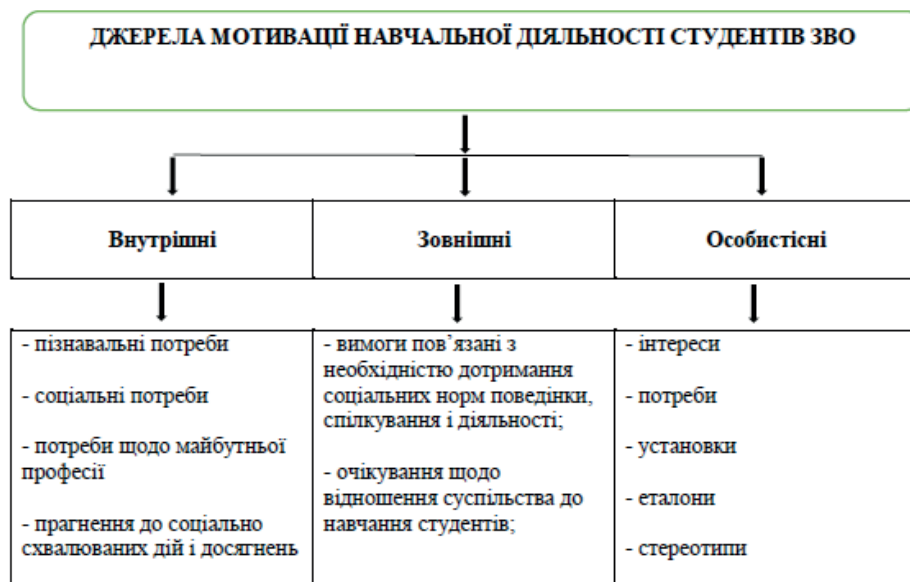 ДЖЕРЕЛА МОТИВАЦІЇ НАВЧАЛЬНОЇ ДІЯЛЬНОСТІ СТУДЕНТІВ ЗВО
Внутрішні
Зовнішні
Особистісні
- пізнавальні потреби
- соціальні потреби
- потреби щодо майбутньої
професії
- прагнення до соціально
схвалюваних дій і досягнень
- вимоги пов’язані з
необхідністю дотримання
соціальних норм поведінки,
спілкування і діяльності;
- очікування щодо
відношення суспільства до
навчання студентів;
- інтереси
- потреби
- установки
- еталони
- стереотипи